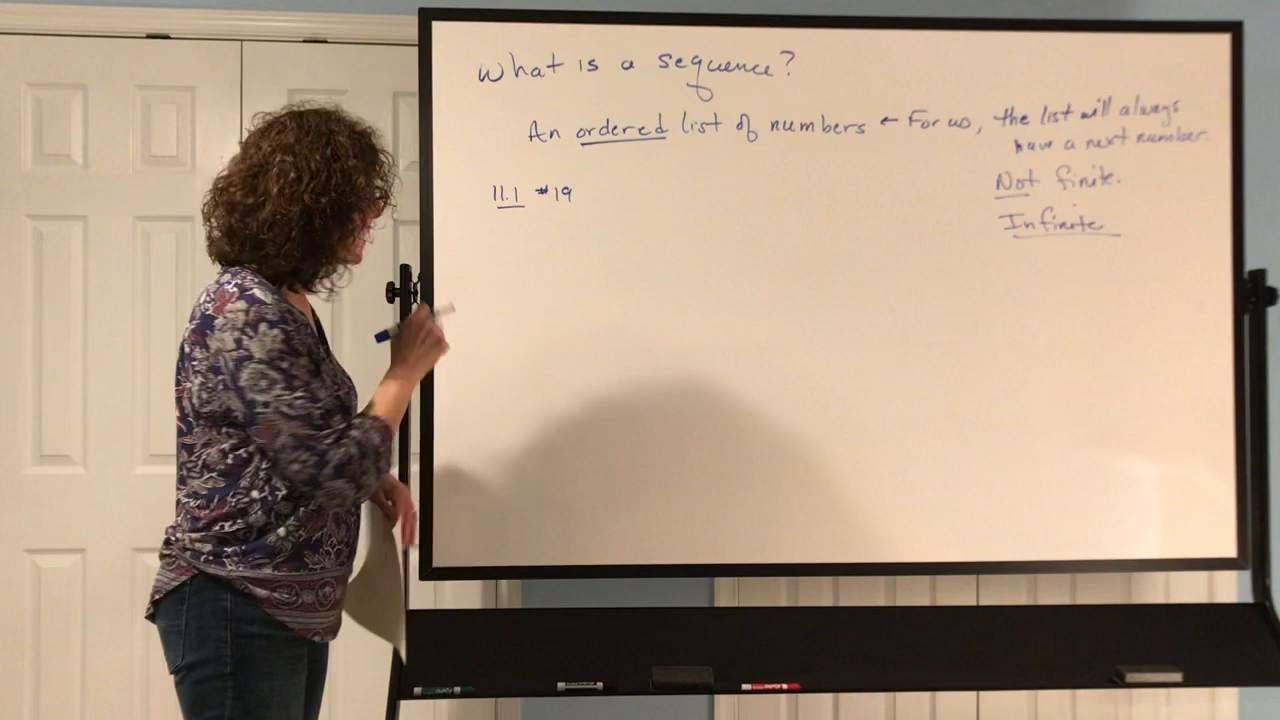 What is a sequence?
An ordered list of numbers ← For us, the list will always
have a next number.
Not finite.
Infinite
11.1 #19